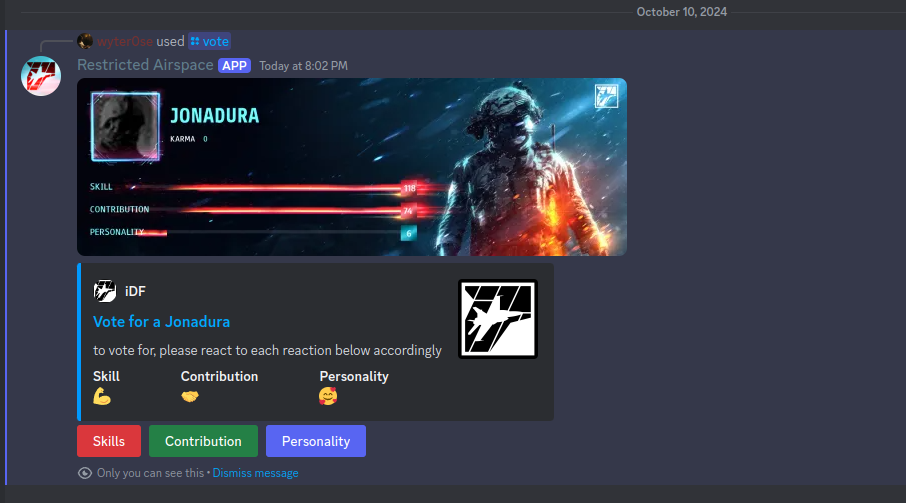 October 10, 2024
wyter0se used vote
Restricted Airspace APP Today at 8:02 PM
JONADURA
KARMA 0
SKILL 118
CONTRIBUTION 74
PERSONALITY 6
iDF
Vote for a Jonadura
to vote for, please react to each reaction below accordingly
Skill Contribution Personality
💪 🤝 🥰
Skills Contribution Personality
Only you can see this • Dismiss message